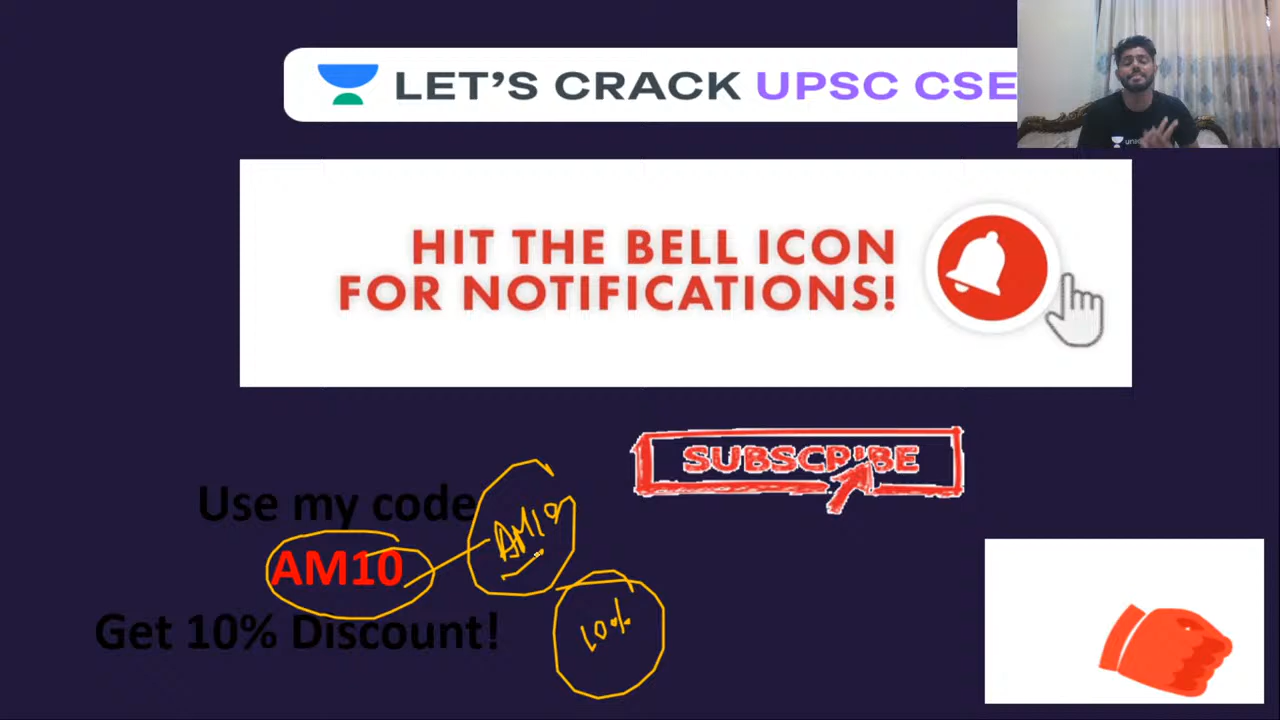 LET'S CRACK UPSC CSE
HIT THE BELL ICON
FOR NOTIFICATIONS!
SUBSCRIBE
Use my code
AM10
AM10
Get 10% Discount!
10%